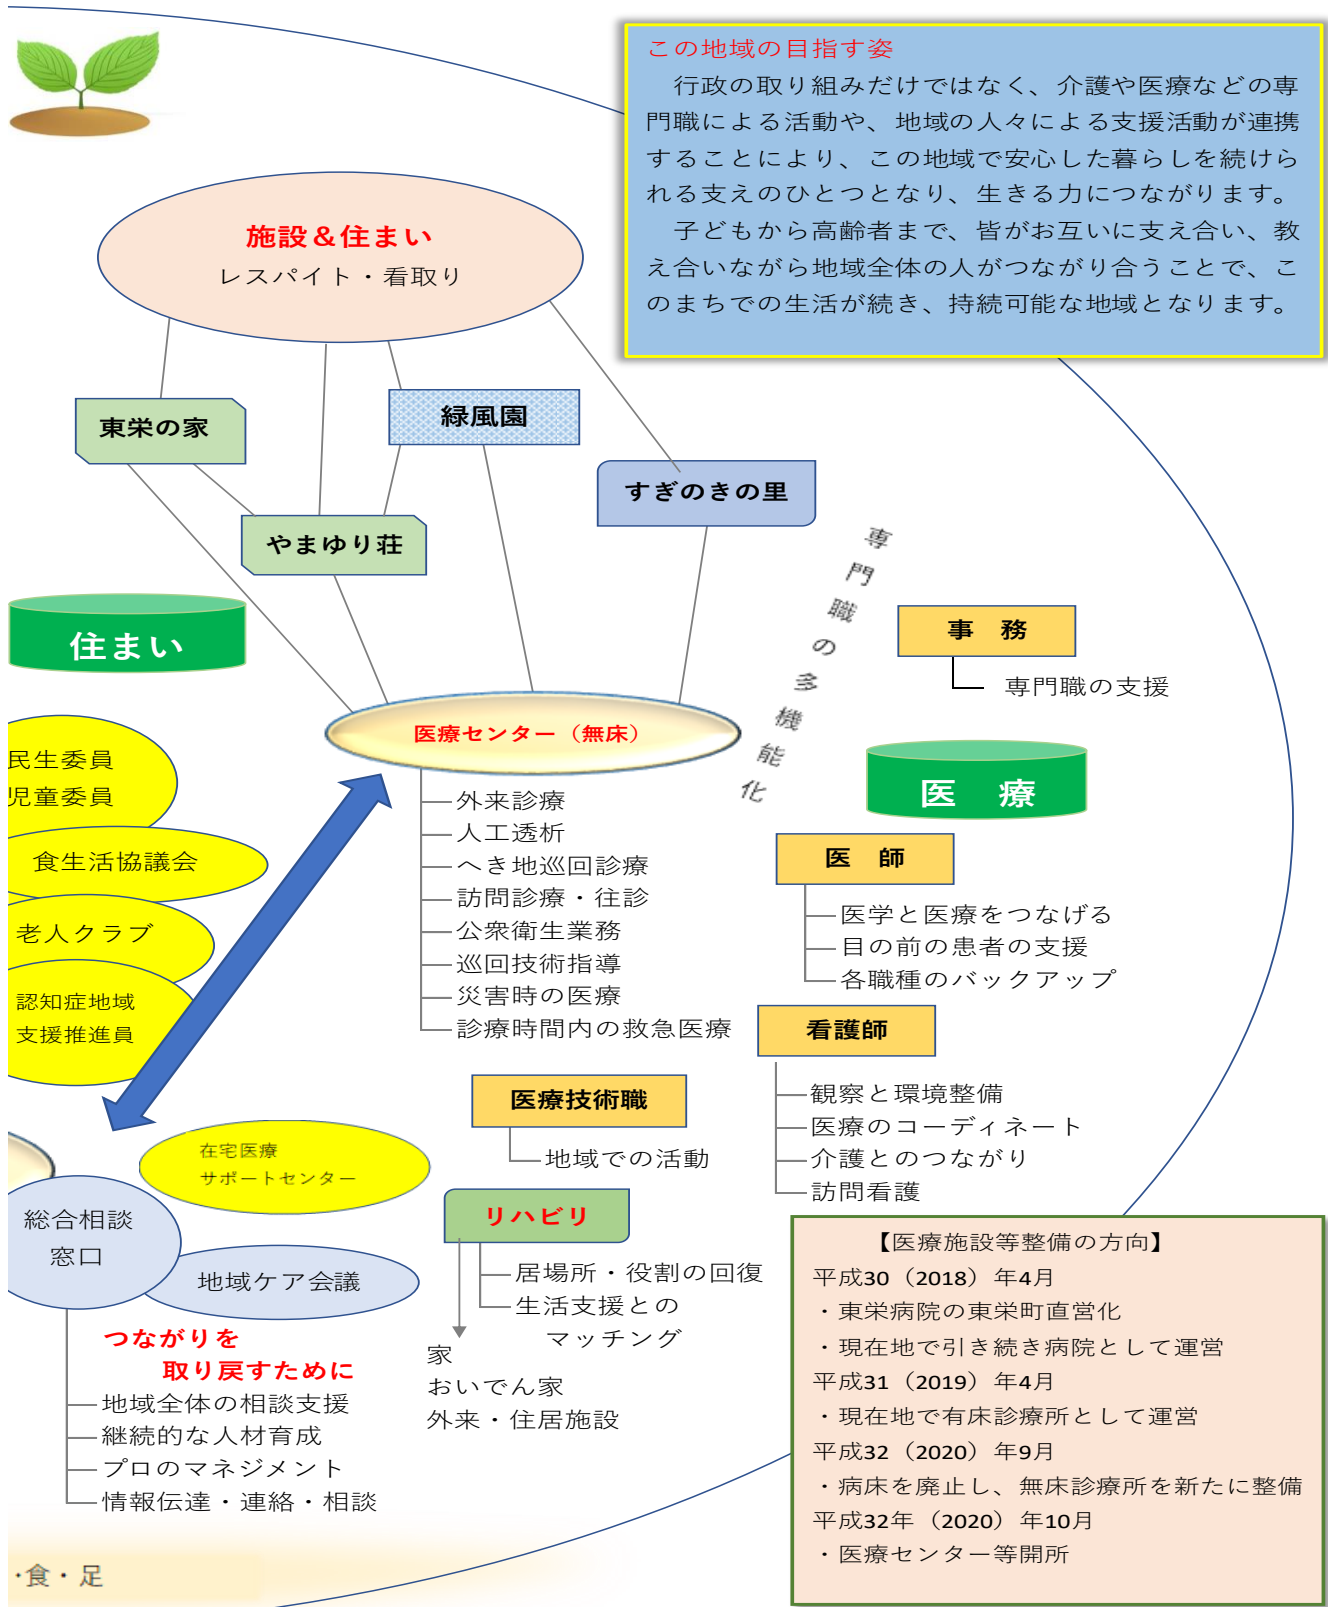 この地域の目指す姿
行政の取り組みだけではなく、介護や医療などの専
門職による活動や、地域の人々による支援活動が連携
することにより、この地域で安心した暮らしを続けら
れる支えのひとつとなり、生きる力につながります。
子どもから高齢者まで、皆がお互いに支え合い、教
え合いながら地域全体の人がつながり合うことで、こ
のまちでの生活が続き、持続可能な地域となります。
施設＆住まい
レスパイト・看取り
東栄の家
緑風園
すぎのきの里
やまゆり荘
専門職の多機能化
住まい
事　務
専門職の支援
医療センター（無床）
外来診療
人工透析
へき地巡回診療
訪問診療・往診
公衆衛生業務
巡回技術指導
災害時の医療
診療時間内の救急医療
民生委員
児童委員
食生活協議会
老人クラブ
認知症地域
支援推進員
医　療
医　師
医学と医療をつなげる
目の前の患者の支援
各職種のバックアップ
看護師
観察と環境整備
医療のコーディネート
介護とのつながり
訪問看護
医療技術職
地域での活動
在宅医療
サポートセンター
総合相談
窓口
地域ケア会議
リハビリ
居場所・役割の回復
生活支援との
マッチング
家
おいでん家
外来・住居施設
つながりを
取り戻すために
地域全体の相談支援
継続的な人材育成
プロのマネジメント
情報伝達・連絡・相談
【医療施設等整備の方向】
平成30（2018）年4月
・東栄病院の東栄町直営化
・現在地で引き続き病院として運営
平成31（2019）年4月
・現在地で有床診療所として運営
平成32（2020）年9月
・病床を廃止し、無床診療所を新たに整備
平成32年（2020）年10月
・医療センター等開所
・食・足